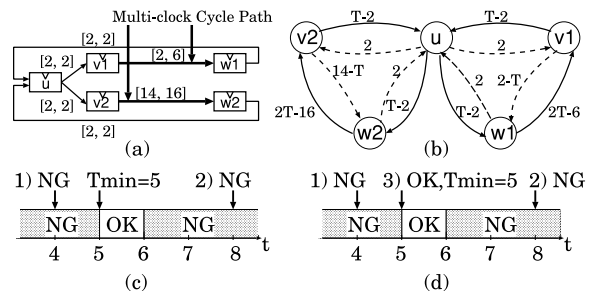 Multi-clock Cycle Path
[2, 2]
[2, 2]
v1
[2, 6]
w1
u
[2, 2]
v2
[14, 16]
w2
[2, 2]
(a)
T-2
T-2
v2
u
v1
2
2
14-T
2
2
2-T
T-2
T-2
2T-16
w2
w1
2T-6
(b)
1) NG
Tmin=5
2) NG
NG
OK
NG
4
5
6
7
8
t
(c)
1) NG
3) OK,Tmin=5
2) NG
NG
OK
NG
4
5
6
7
8
t
(d)